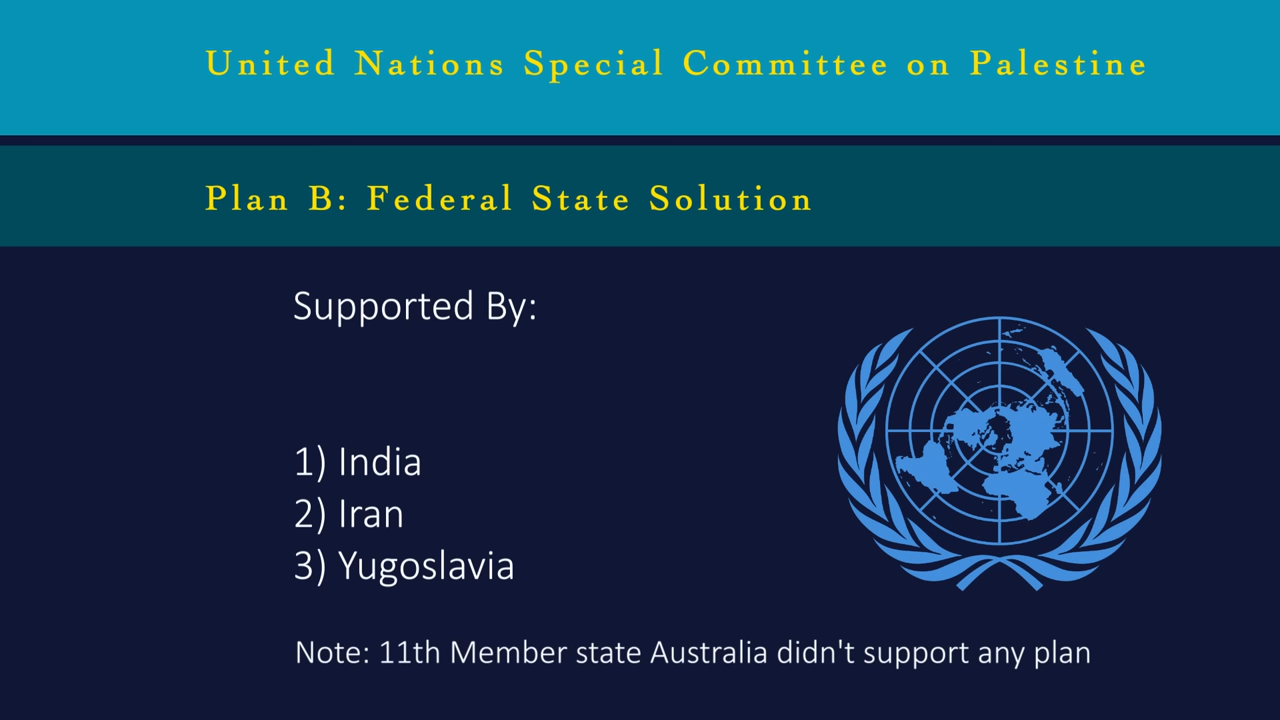 United Nations Special Committee on Palestine
Plan B: Federal State Solution
Supported By:
1) India
2) Iran
3) Yugoslavia
Note: 11th Member state Australia didn't support any plan